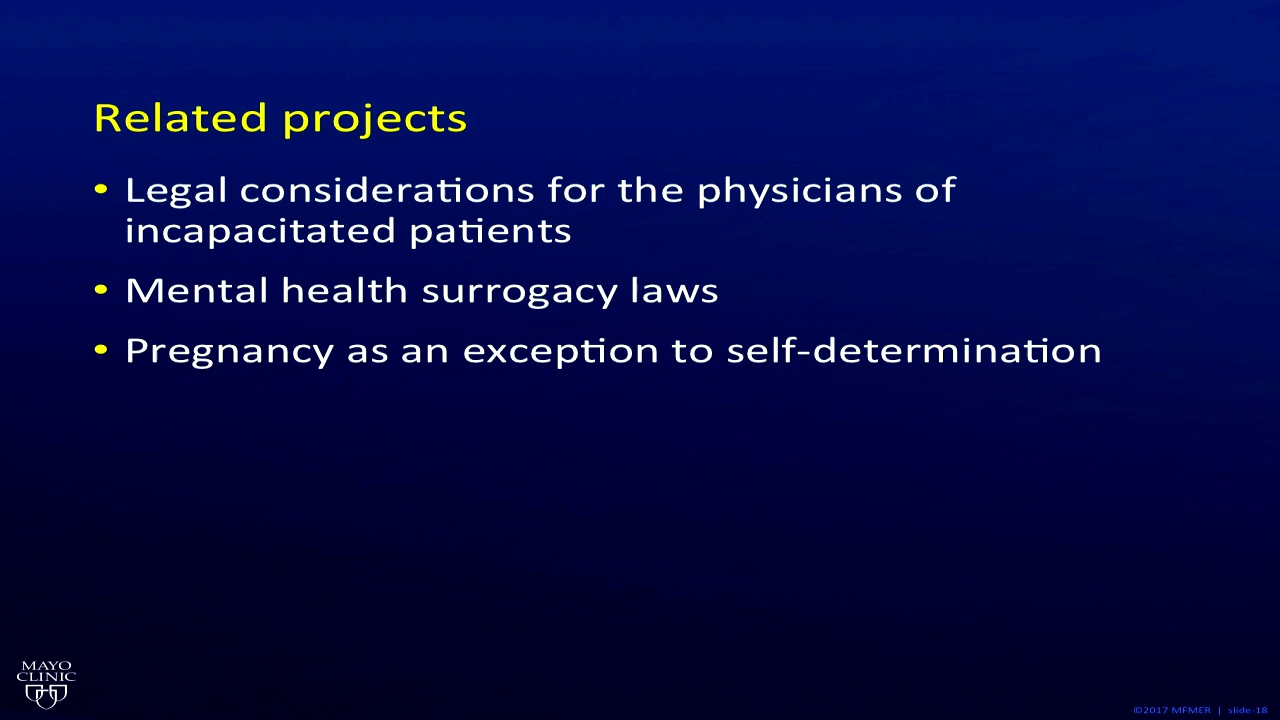 Related projects
• Legal considerations for the physicians of
incapacitated patients
• Mental health surrogacy laws
• Pregnancy as an exception to self-determination
MAYO
CLINIC
©2017 MFMER | slide-18